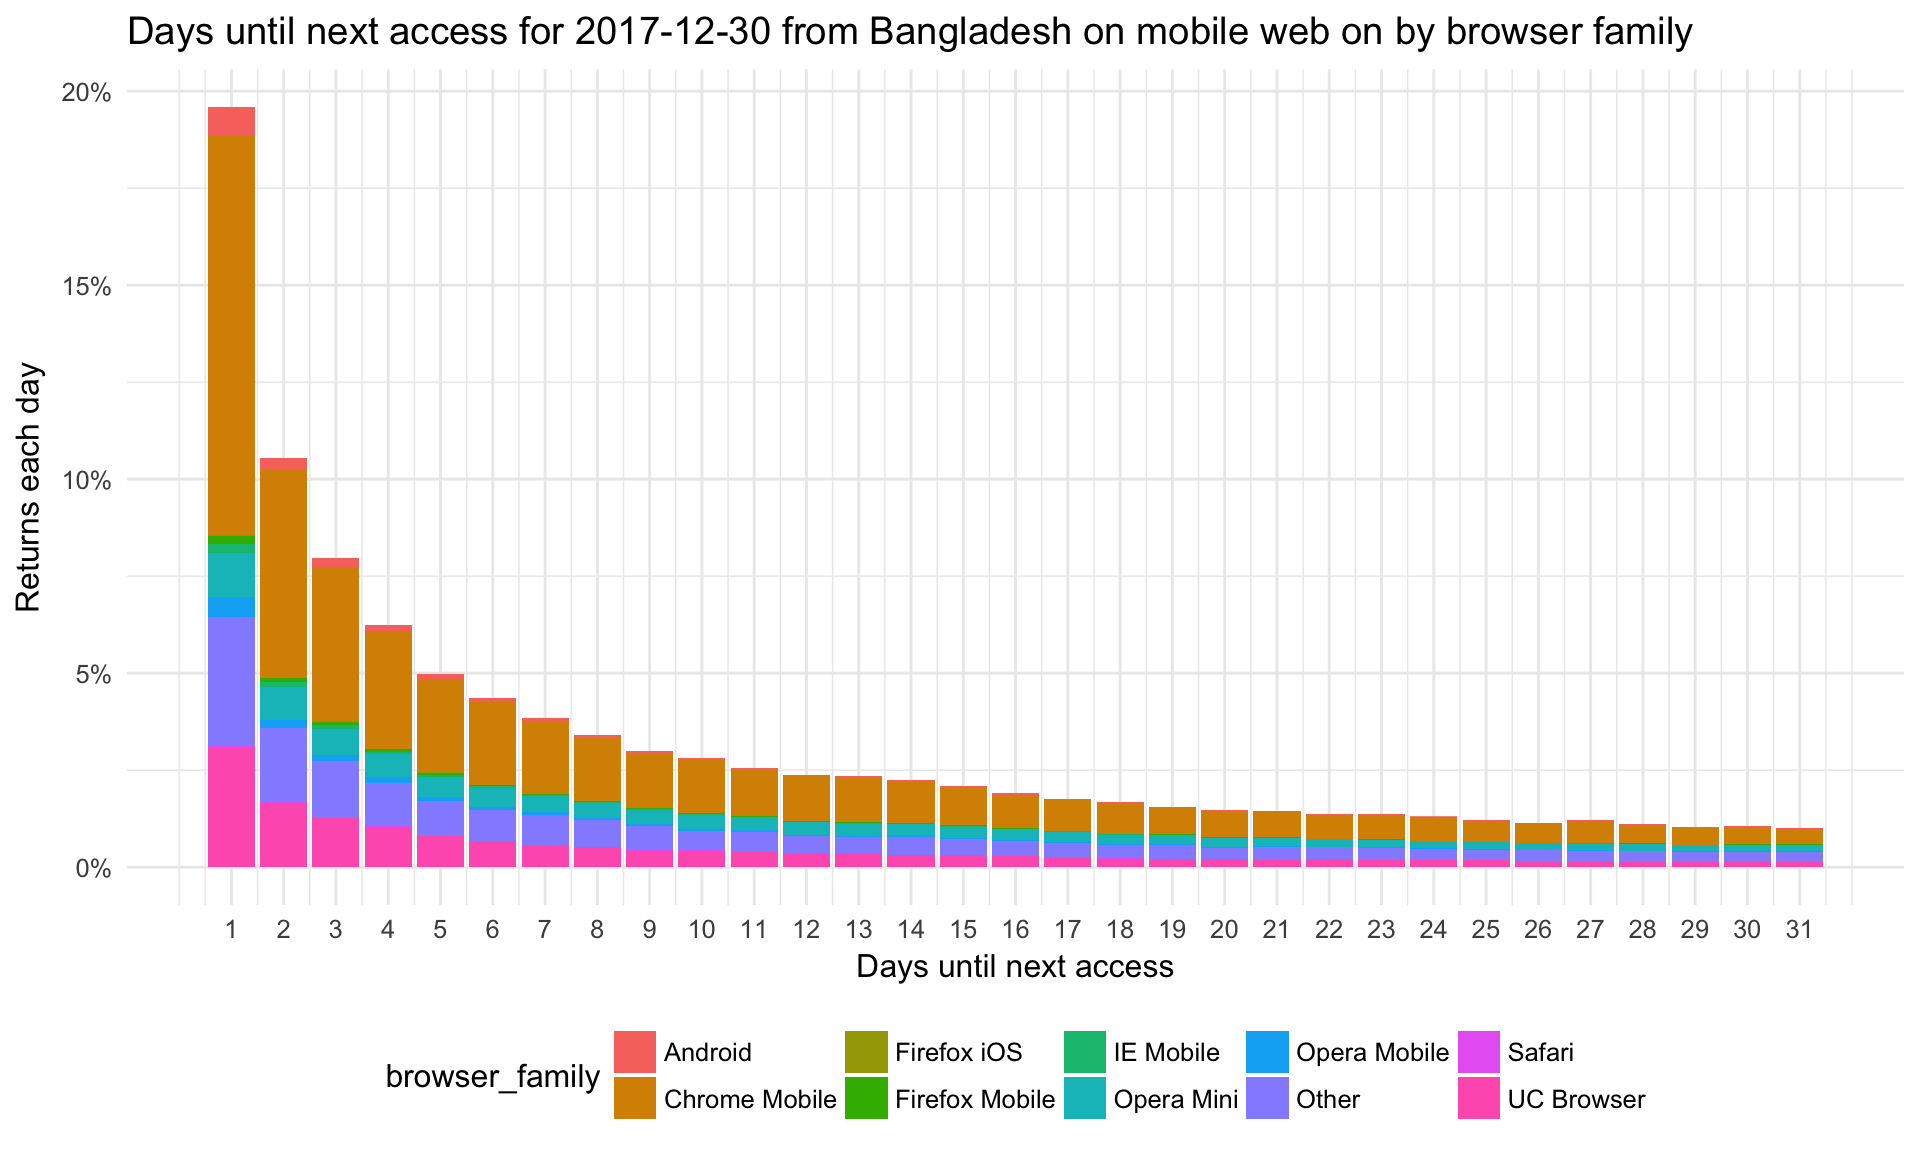 Days until next access for 2017-12-30 from Bangladesh on mobile web on by browser family
Returns each day
20%
15%
10%
5%
0%
1 2 3 4 5 6 7 8 9 10 11 12 13 14 15 16 17 18 19 20 21 22 23 24 25 26 27 28 29 30 31
Days until next access
browser_family
Android Firefox iOS IE Mobile Opera Mobile Safari
Chrome Mobile Firefox Mobile Opera Mini Other UC Browser